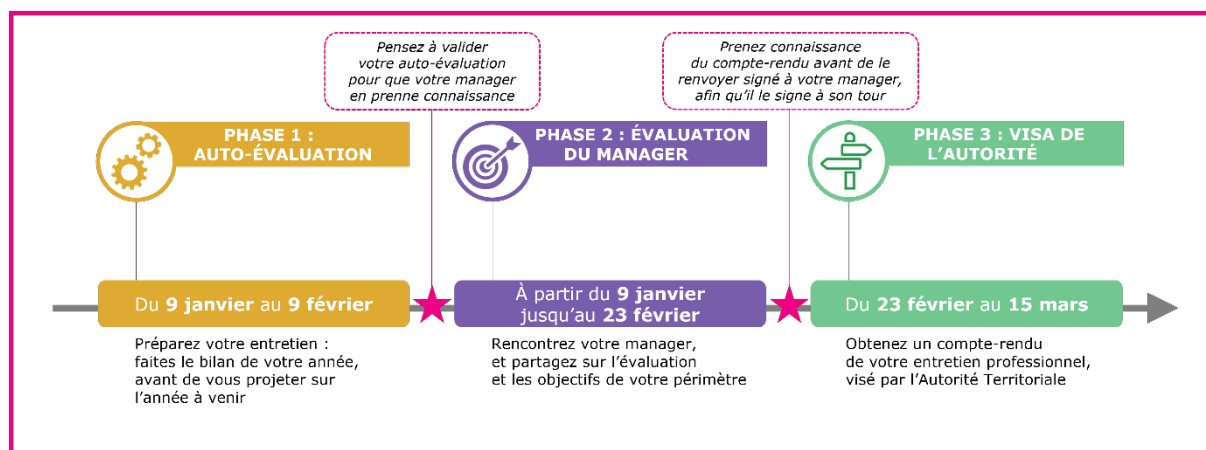 Pensez à valider
votre auto-évaluation
pour que votre manager
en prenne connaissance
Prenez connaissance
du compte-rendu avant de le
renvoyer signé à votre manager,
afin qu'il le signe à son tour
PHASE 1 :
AUTO-ÉVALUATION
PHASE 2 : ÉVALUATION
DU MANAGER
PHASE 3 : VISA DE
L'AUTORITÉ
Du 9 janvier au 9 février
À partir du 9 janvier
jusqu'au 23 février
Du 23 février au 15 mars
Préparez votre entretien :
faites le bilan de votre année,
avant de vous projeter sur
l'année à venir
Rencontrez votre manager,
et partagez sur l'évaluation
et les objectifs de votre périmètre
Obtenez un compte-rendu
de votre entretien professionnel,
visé par l'Autorité Territoriale